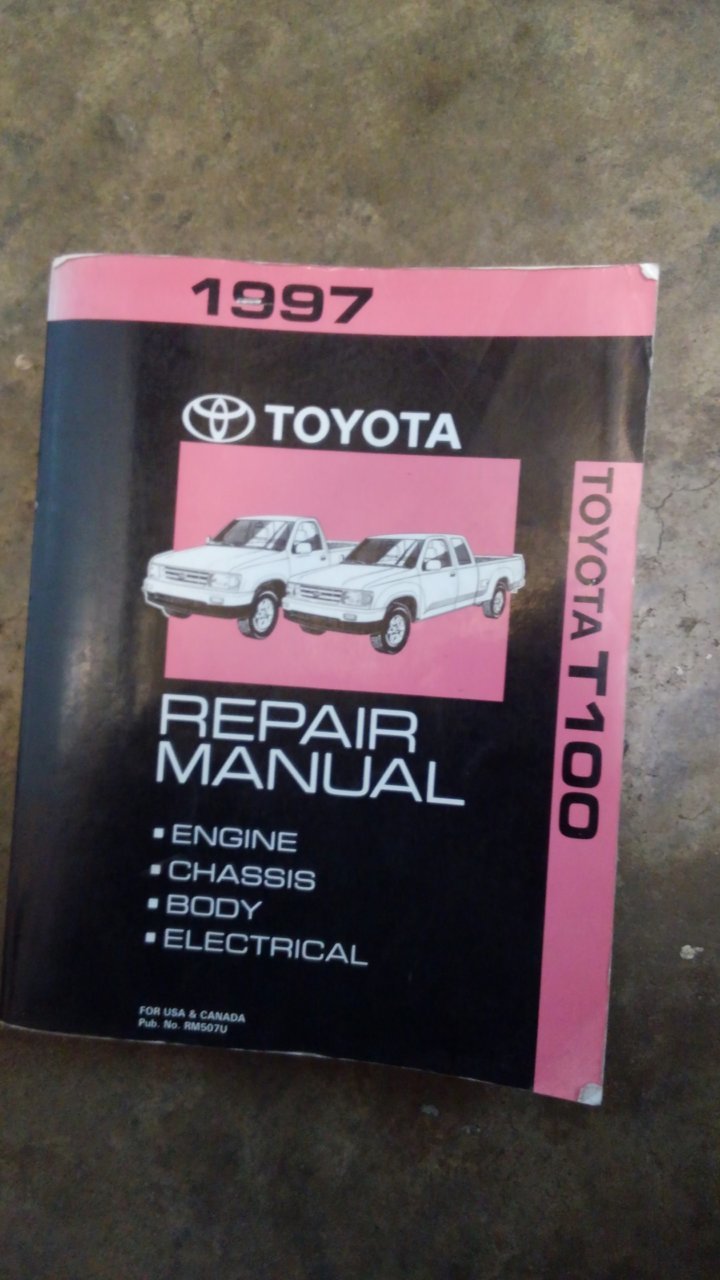 1997
TOYOTA
TOYOTA T100
REPAIR
MANUAL
▪ ENGINE
▪ CHASSIS
▪ BODY
▪ ELECTRICAL
FOR USA & CANADA
Pub. No. RM507U